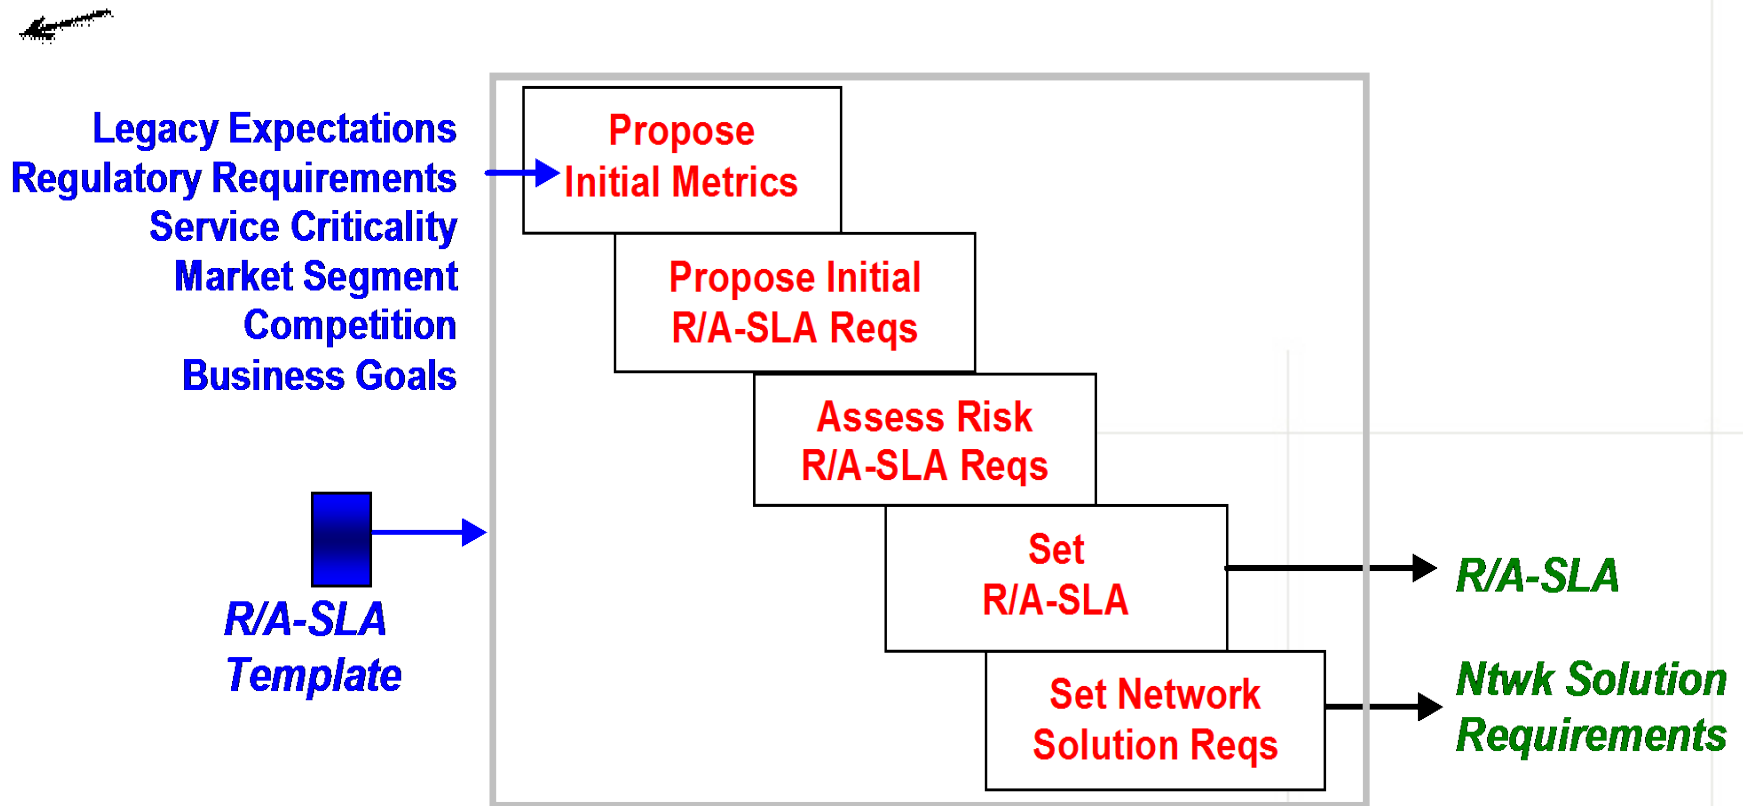 Legacy Expectations
Regulatory Requirements
Service Criticality
Market Segment
Competition
Business Goals
R/A-SLA
Template
Propose
Initial Metrics
Propose Initial
R/A-SLA Reqs
Assess Risk
R/A-SLA Reqs
Set
R/A-SLA
Set Network
Solution Reqs
R/A-SLA
Ntwk Solution
Requirements